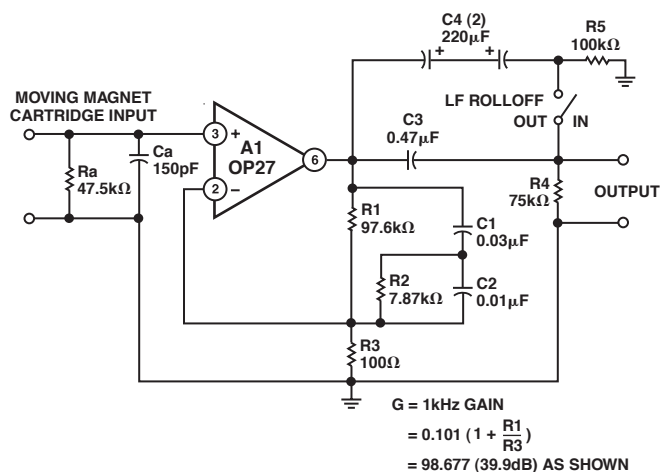 C4 (2)
220μF
+
+
R5
100kΩ
MOVING MAGNET
CARTRIDGE INPUT
LF ROLLOFF
OUT
IN
C3
0.47μF
3
+
A1
OP27
6
2
–
Ca
150pF
Ra
47.5kΩ
R4
75kΩ
OUTPUT
R1
97.6kΩ
C1
0.03μF
R2
7.87kΩ
C2
0.01μF
R3
100Ω
G = 1kHz GAIN
= 0.101 ( 1 + R1/R3 )
= 98.677 (39.9dB) AS SHOWN